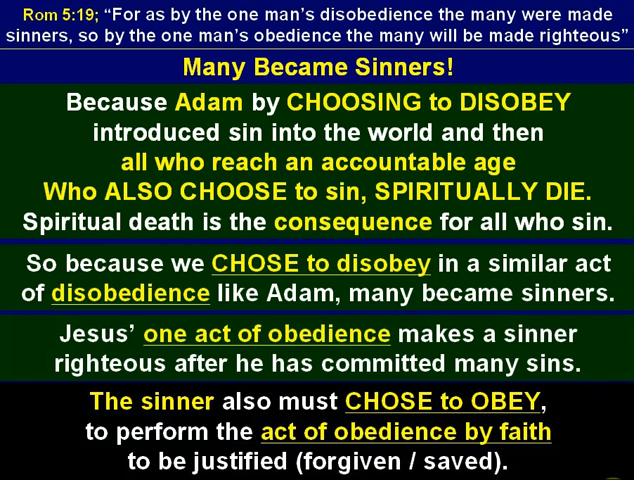 Rom 5:19; “For as by the one man’s disobedience the many were made
sinners, so by the one man’s obedience the many will be made righteous”
Many Became Sinners!
Because Adam by CHOOSING to DISOBEY
introduced sin into the world and then
all who reach an accountable age
Who ALSO CHOOSE to sin, SPIRITUALLY DIE.
Spiritual death is the consequence for all who sin.
So because we CHOSE to disobey in a similar act
of disobedience like Adam, many became sinners.
Jesus’ one act of obedience makes a sinner
righteous after he has committed many sins.
The sinner also must CHOSE to OBEY,
to perform the act of obedience by faith
to be justified (forgiven / saved).